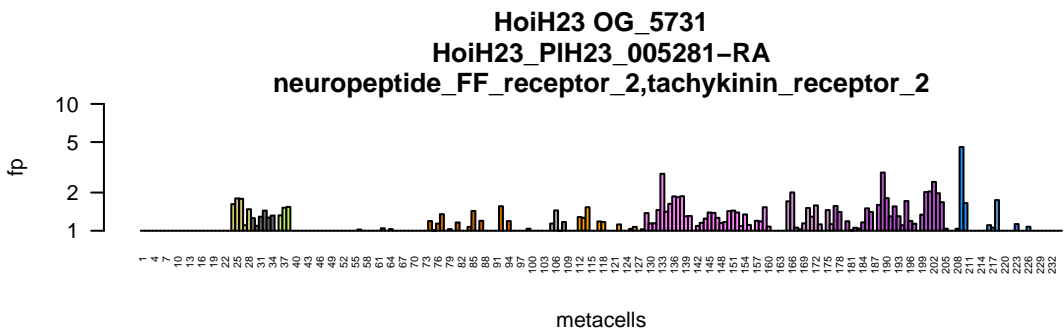 HoiH23 OG_5731
HoiH23_PIH23_005281−RA
neuropeptide_FF_receptor_2,tachykinin_receptor_2
10
5
2
1
fp
1 4 7 10 13 16 19 22 25 28 31 34 37 40 43 46 49 52 55 58 61 64 67 70 73 76 79 82 85 88 91 94 97 100 103 106 109 112 115 118 121 124 127 130 133 136 139 142 145 148 151 154 157 160 163 166 169 172 175 178 181 184 187 190 193 196 199 202 205 208 211 214 217 220 223 226 229 232
metacells